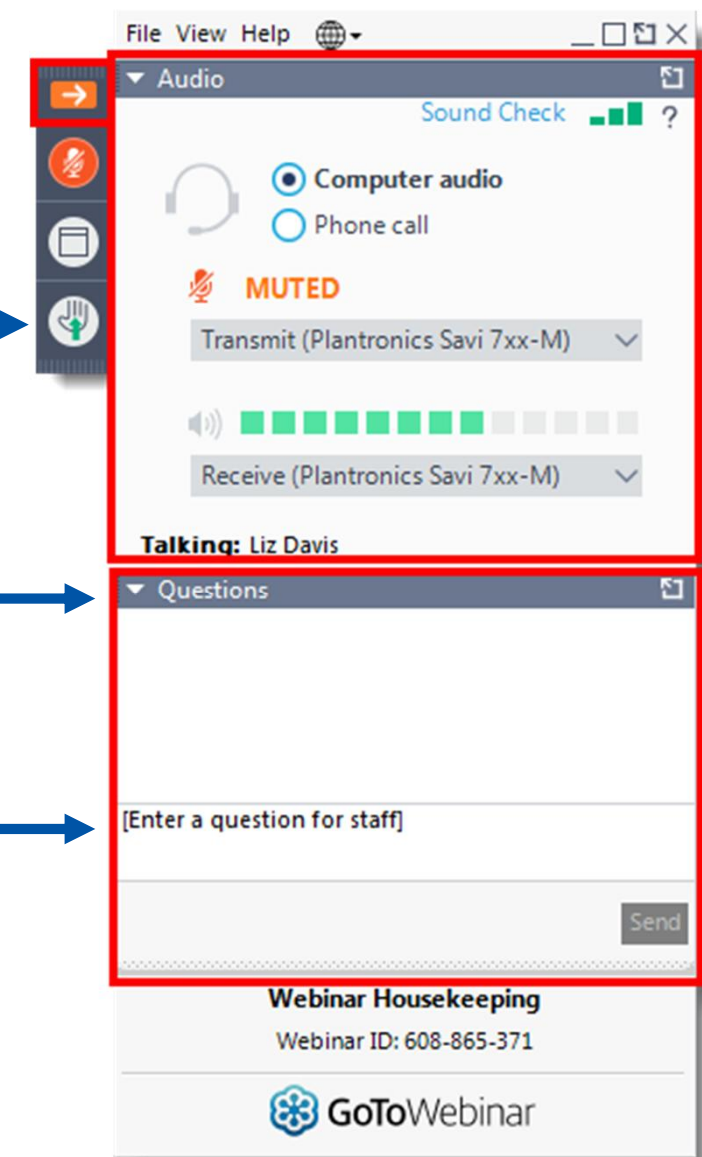 File View Help
Audio
Sound Check ?
Computer audio
Phone call
MUTED
Transmit (Plantronics Savi 7xx-M)
Receive (Plantronics Savi 7xx-M)
Talking: Liz Davis
Questions
[Enter a question for staff]
Send
Webinar Housekeeping
Webinar ID: 608-865-371
GoToWebinar